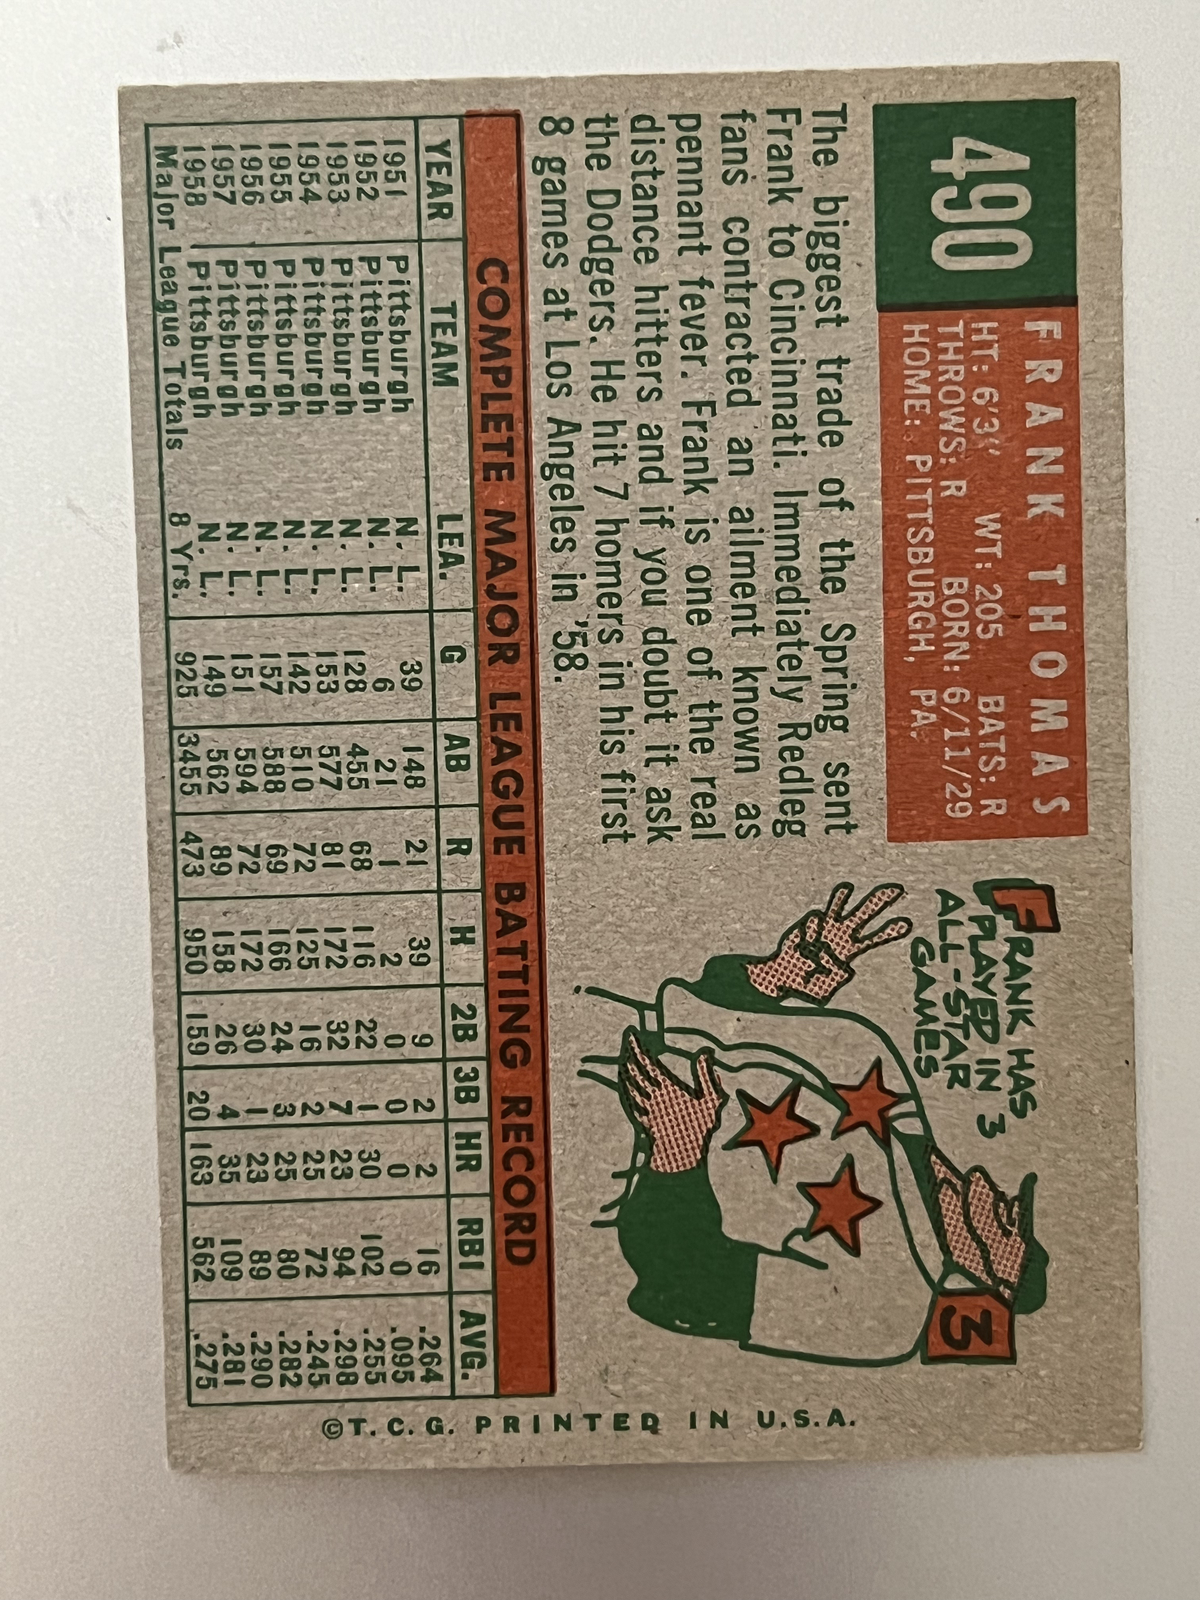 490
FRANK THOMAS
HT: 6'3" WT: 205 BATS: R
THROWS: R BORN: 6/11/29
HOME: PITTSBURGH, PA.
The biggest trade of the Spring sent
Frank to Cincinnati. Immediately Redleg
fans contracted an ailment known as
pennant fever. Frank is one of the real
distance hitters and if you doubt it ask
the Dodgers. He hit 7 homers in his first
8 games at Los Angeles in '58.
FRANK HAS
PLAYED IN 3
ALL-STAR
GAMES
3
COMPLETE MAJOR LEAGUE BATTING RECORD
YEAR TEAM LEA. G AB R H 2B 3B HR RBI AVG.
1951 Pittsburgh N. L. 39 148 21 39 9 2 2 16 .264
1952 Pittsburgh N. L. 6 21 1 2 0 0 0 0 .095
1953 Pittsburgh N. L. 128 455 68 116 22 1 30 102 .255
1954 Pittsburgh N. L. 153 577 81 172 32 7 23 94 .298
1955 Pittsburgh N. L. 142 510 72 125 16 2 25 72 .245
1956 Pittsburgh N. L. 157 588 69 166 24 3 25 80 .282
1957 Pittsburgh N. L. 151 594 72 172 30 1 23 89 .290
1958 Pittsburgh N. L. 149 562 89 158 26 4 35 109 .281
Major League Totals 8 Yrs. 925 3455 473 950 159 20 163 562 .275
©T. C. G. PRINTED IN U.S.A.